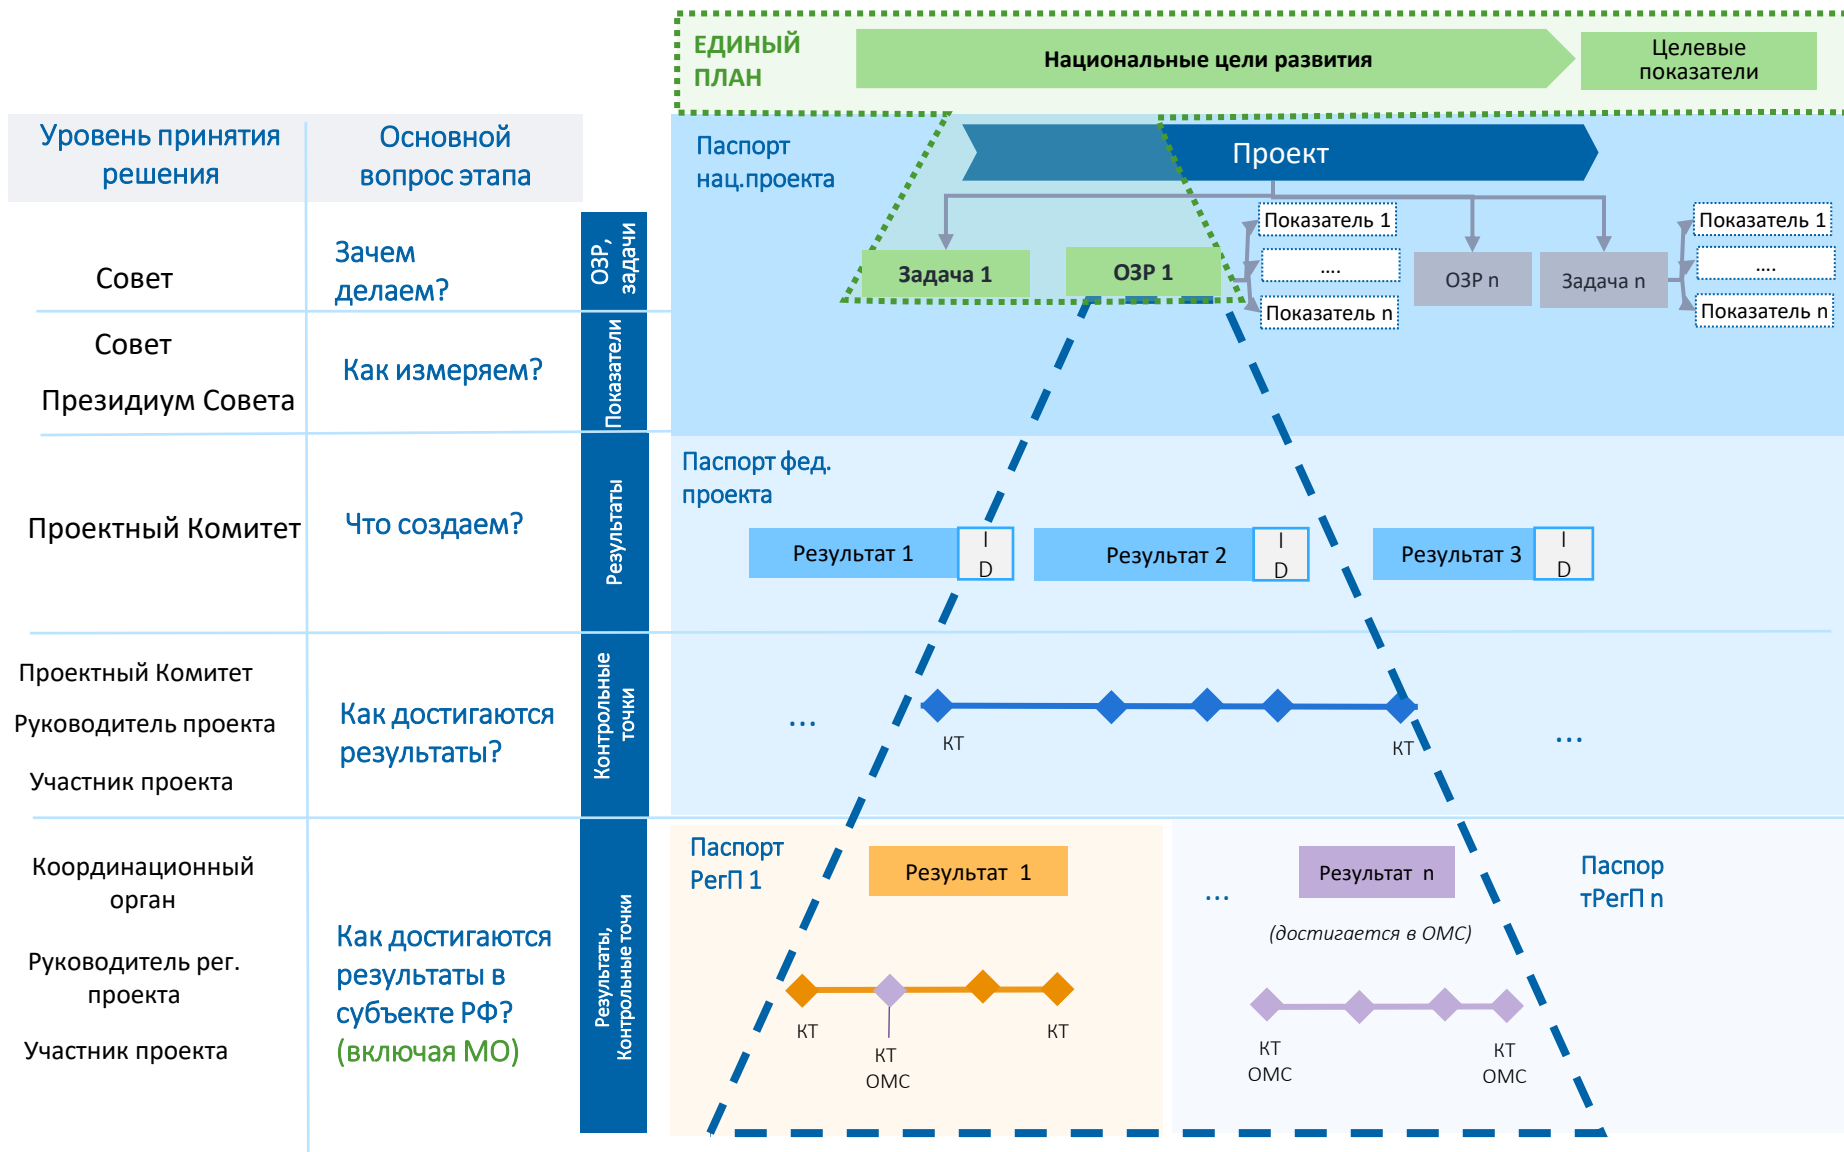 ЕДИНЫЙ
ПЛАН
Национальные цели развития
Целевые
показатели
Уровень принятия
решения
Основной
вопрос этапа
Паспорт
нац.проекта
Проект
Совет
Зачем
делаем?
ОЗР,
задачи
Задача 1
ОЗР 1
Показатель 1
....
Показатель n
ОЗР n
Задача n
Показатель 1
....
Показатель n
Совет
Президиум Совета
Как измеряем?
Показатели
Паспорт фед.
проекта
Проектный Комитет
Что создаем?
Результаты
Результат 1
I
D
Результат 2
I
D
Результат 3
I
D
Проектный Комитет
Руководитель проекта
Участник проекта
Как достигаются
результаты?
Контрольные
точки
...
КТ
КТ
...
Координационный
орган
Руководитель рег.
проекта
Участник проекта
Как достигаются
результаты в
субъекте РФ?
(включая МО)
Результаты,
Контрольные точки
Паспорт
РегП 1
Результат 1
КТ
КТ
ОМС
КТ
...
Результат n
(достигается в ОМС)
Паспор
тРегП n
КТ
ОМС
КТ
ОМС